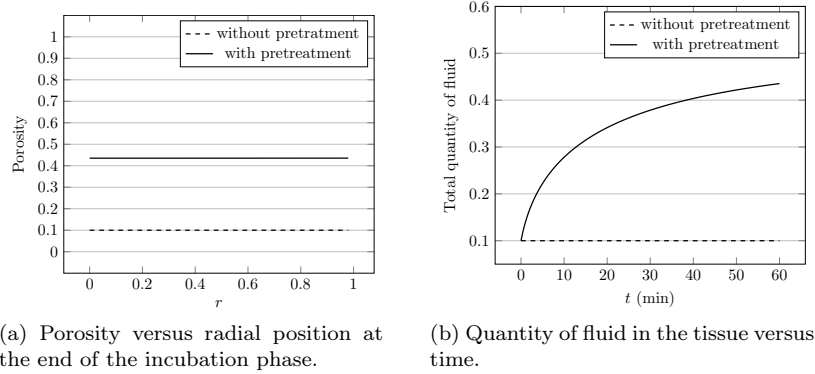 1
0.9
0.8
0.7
0.6
0.5
0.4
0.3
0.2
0.1
0
Porosity
0 0.2 0.4 0.6 0.8 1
r
without pretratment
with pretreatment
(a) Porosity versus radial position at
the end of the incubation phase.
0.6
0.5
0.4
0.3
0.2
0.1
Total quantity of fluid
0 10 20 30 40 50 60
t (min)
without pretreatment
with pretreatment
(b) Quantity of fluid in the tissue versus
time.